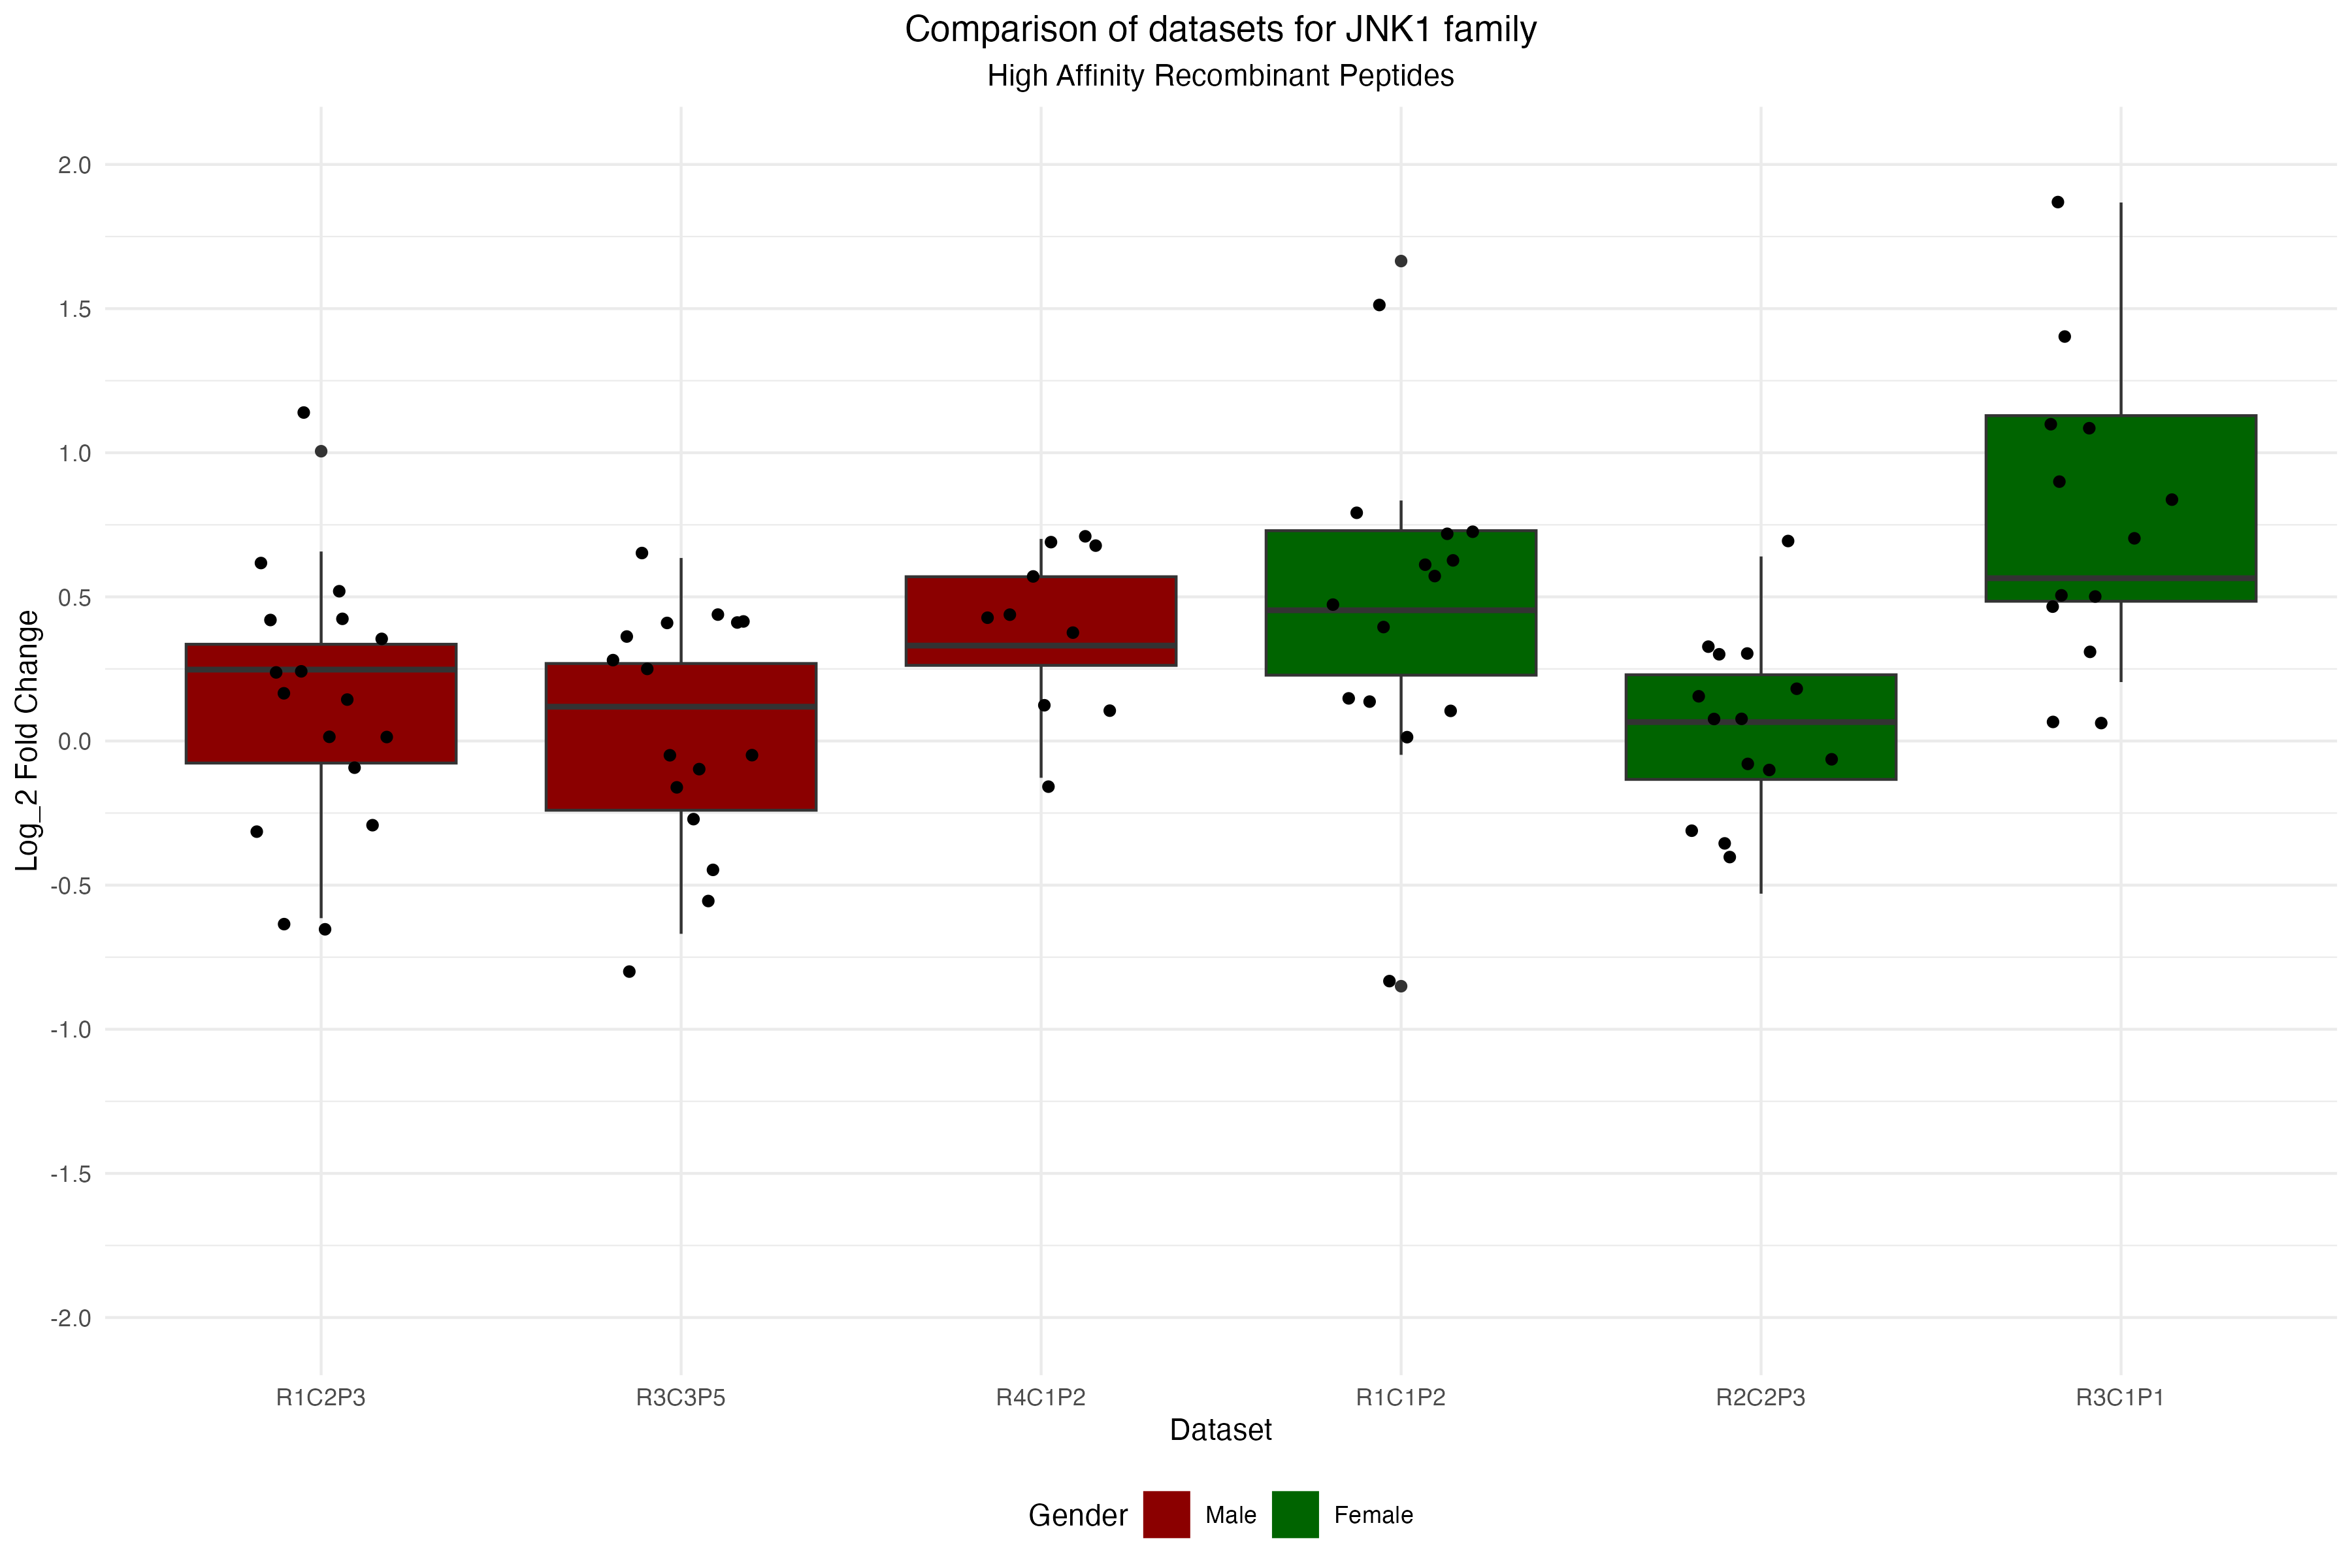 Comparison of datasets for JNK1 family
High Affinity Recombinant Peptides
Log_2 Fold Change
2.0
1.5
1.0
0.5
0.0
-0.5
-1.0
-1.5
-2.0
R1C2P3 R3C3P5 R4C1P2 R1C1P2 R2C2P3 R3C1P1
Dataset
Gender Male Female